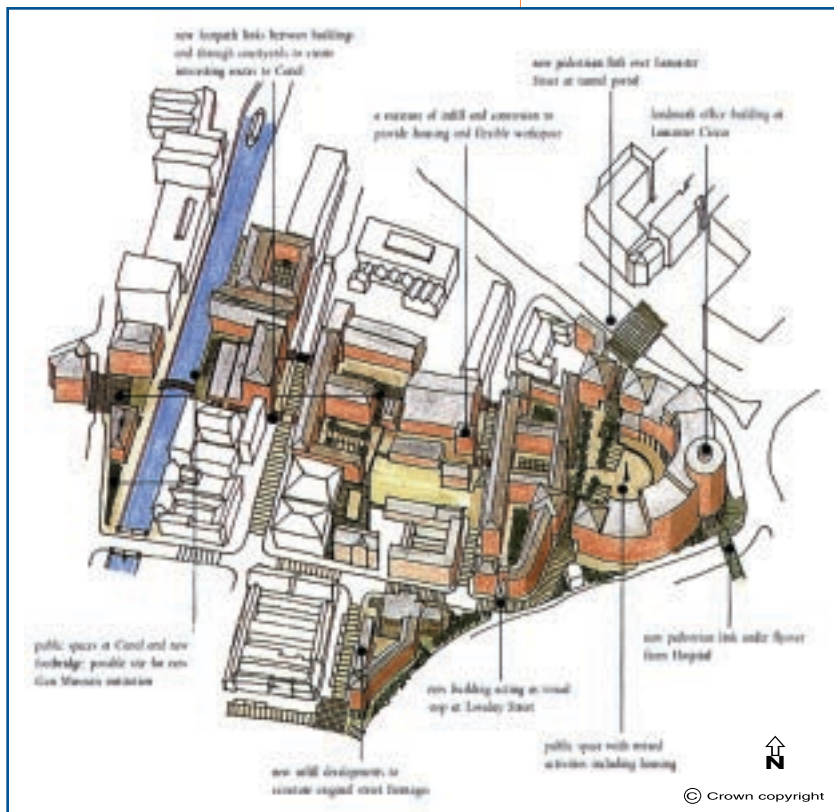 new footpath links between buildings
and through courtyards to create
interesting routes to Canal
new pedestrian link over Lancaster
Street at tunnel portal
a mixture of infill and conversion to
provide housing and flexible workspace
landmark office building at
Lancaster Circus
public spaces at Canal and new
footbridge: possible site for new
Gun Museum
new pedestrian link under flyover
from Hospital
new building acting as visual
stop at Loveday Street
public space with mixed
activities including housing
new infill developments to
original street frontages
N
© Crown copyright